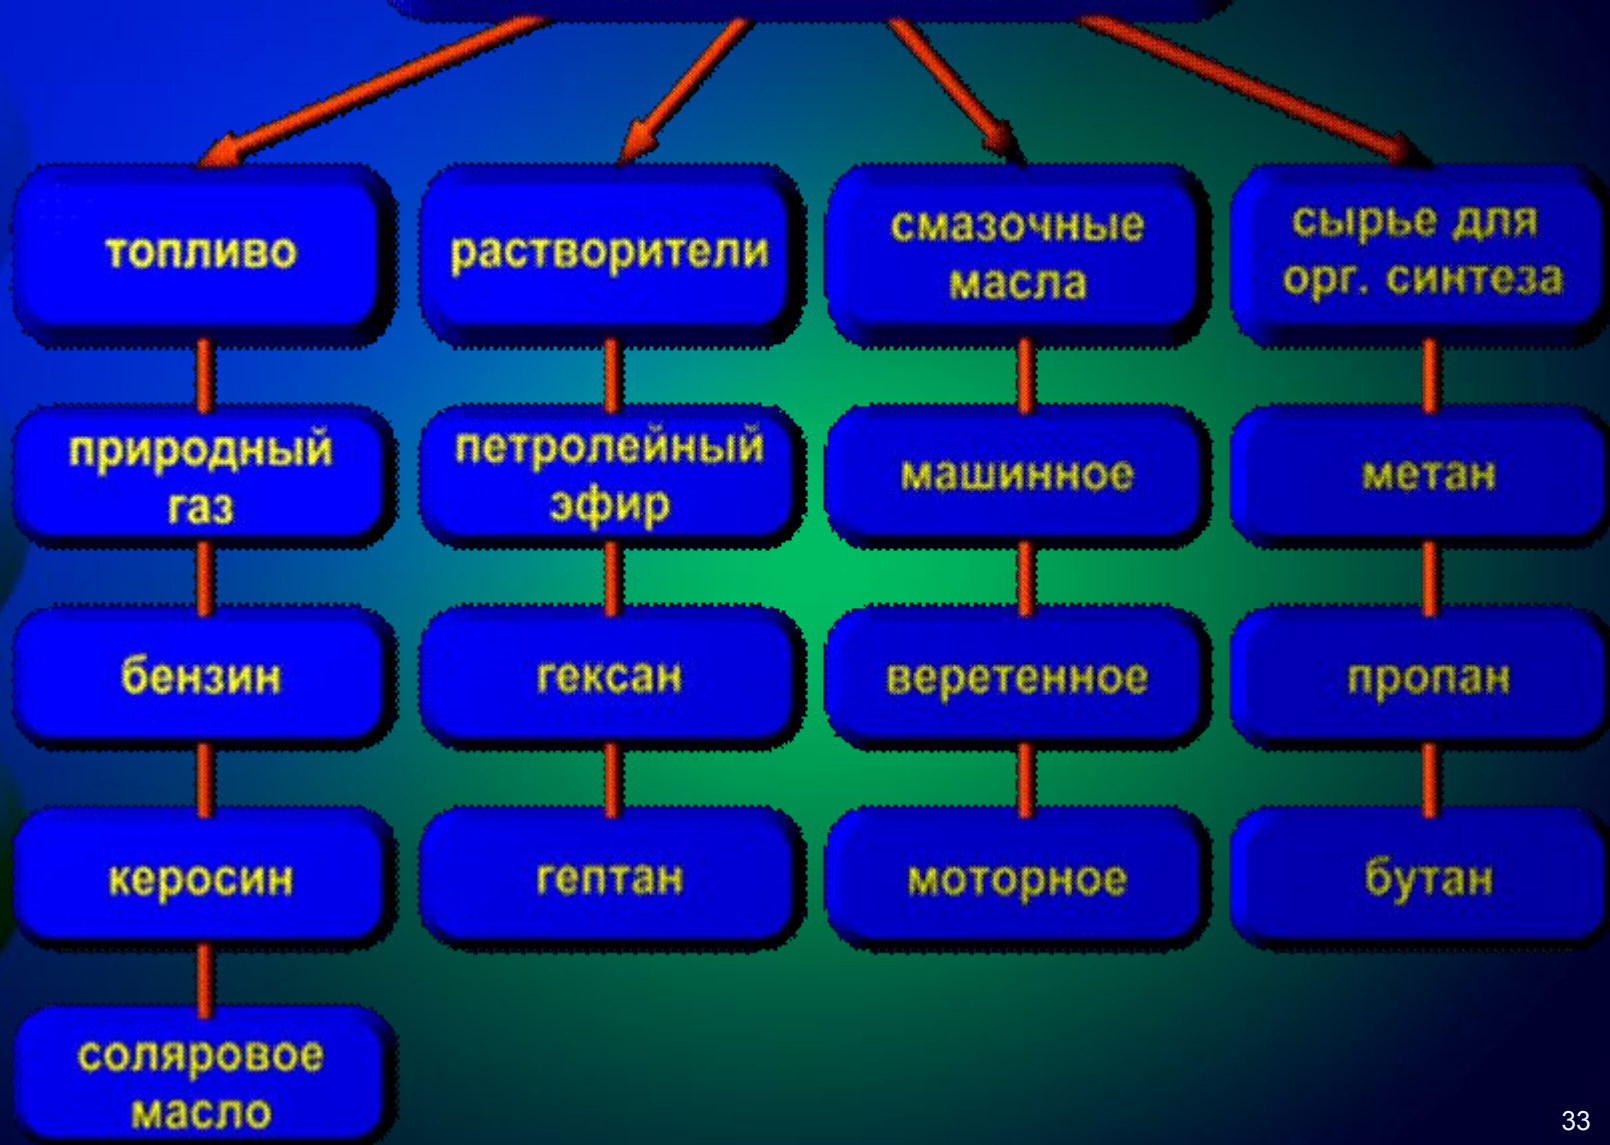 топливо
растворители
смазочные
масла
сырье для
орг. синтеза
природный
газ
петролейный
эфир
машинное
метан
бензин
гексан
веретенное
пропан
керосин
гептан
моторное
бутан
соляровое
масло
33